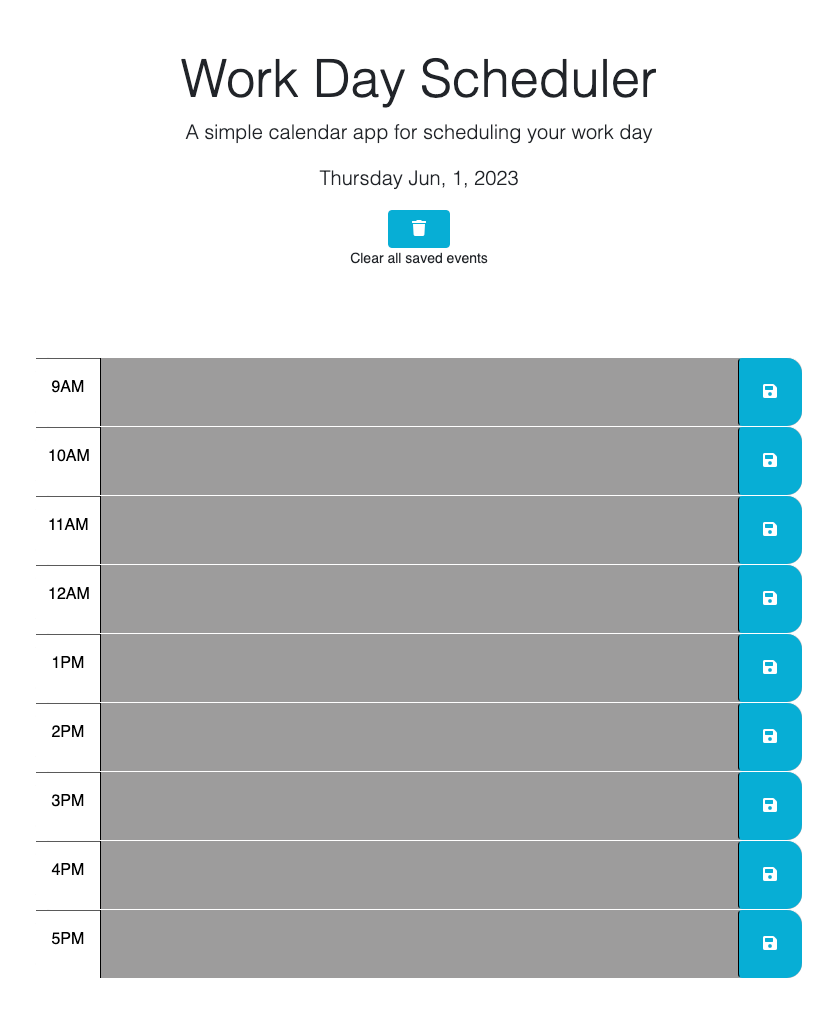 Work Day Scheduler
A simple calendar app for scheduling your work day
Thursday Jun, 1, 2023
Clear all saved events
9AM
10AM
11AM
12AM
1PM
2PM
3PM
4PM
5PM